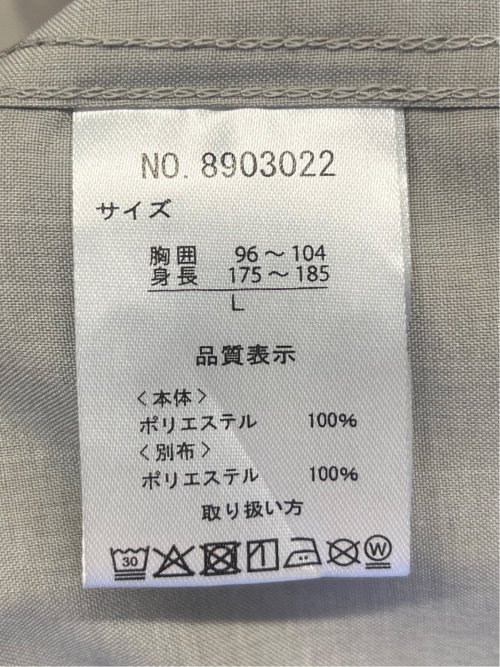 NO. 8903022
サイズ
胸囲 96～104
身長 175～185
L
品質表示
〈本体〉
ポリエステル 100%
〈別布〉
ポリエステル 100%
取り扱い方
30
W